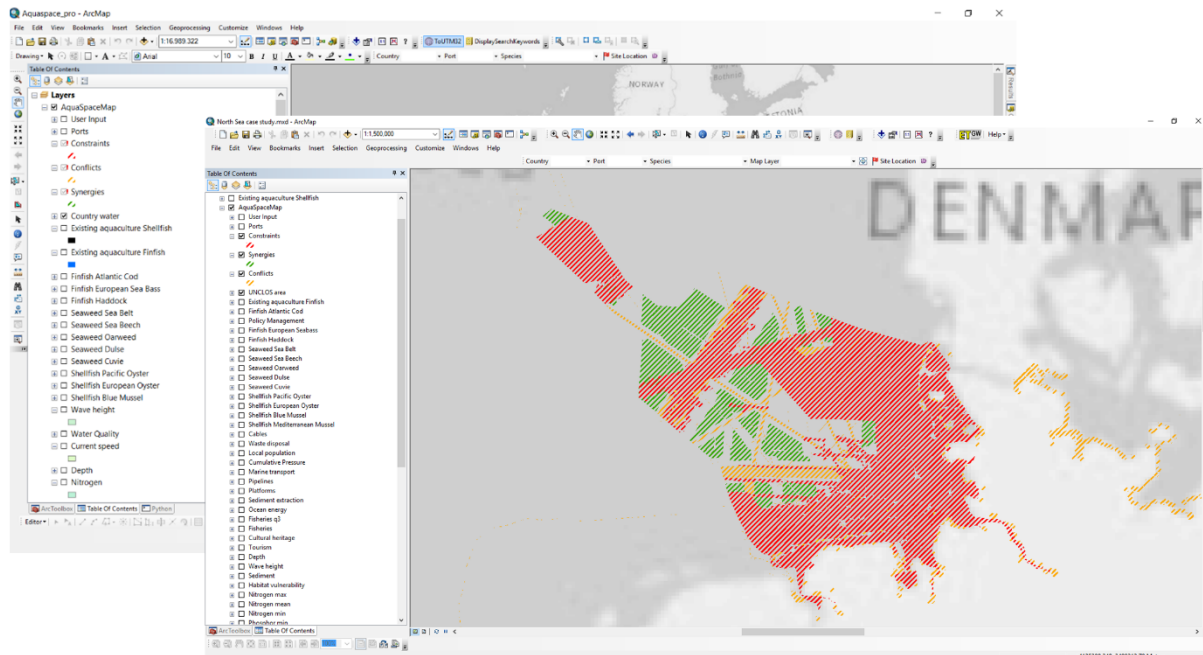 Aquaspace_pro - ArcMap
File Edit View Bookmarks Insert Selection Geoprocessing Customize Windows Help
1:16.989.322
ToUTM32 DisplaySearchKeywords
Drawing Arial 10 B I U A Country Port Species Site Location
Table Of Contents
Layers
AquaSpaceMap
User Input
Ports
Constraints
Conflicts
Synergies
Country water
Existing aquaculture Shellfish
Existing aquaculture Finfish
Finfish Atlantic Cod
Finfish European Sea Bass
Finfish Haddock
Seaweed Sea Belt
Seaweed Sea Beech
Seaweed Oarweed
Seaweed Dulse
Seaweed Cuvie
Shellfish Pacific Oyster
Shellfish European Oyster
Shellfish Blue Mussel
Wave height
Water Quality
Current speed
Depth
Nitrogen
ArcToolbox Table Of Contents Python
Editor
NORWAY
Results
North Sea case study.mxd - ArcMap
1:1,500,000
Help
File Edit View Bookmarks Insert Selection Geoprocessing Customize Windows Help
Country Port Species Map Layer Site Location
Table Of Contents
Existing aquaculture Shellfish
AquaSpaceMap
User Input
Ports
Constraints
Synergies
Conflicts
UNCLOS area
Existing aquaculture Finfish
Finfish Atlantic Cod
Policy Management
Finfish European Seabass
Finfish Haddock
Seaweed Sea Belt
Seaweed Sea Beech
Seaweed Oarweed
Seaweed Dulse
Seaweed Cuvie
Shellfish Pacific Oyster
Shellfish European Oyster
Shellfish Blue Mussel
Shellfish Mediterranean Mussel
Cables
Waste disposal
Local population
Cumulative Pressure
Marine transport
Pipelines
Platforms
Sediment extraction
Ocean energy
Fisheries q3
Fisheries
Cultural heritage
Tourism
Depth
Wave height
Sediment
Habitat vulnerability
Nitrogen max
Nitrogen mean
Nitrogen min
Phosphor min
ArcToolbox Table Of Contents
DENMAR